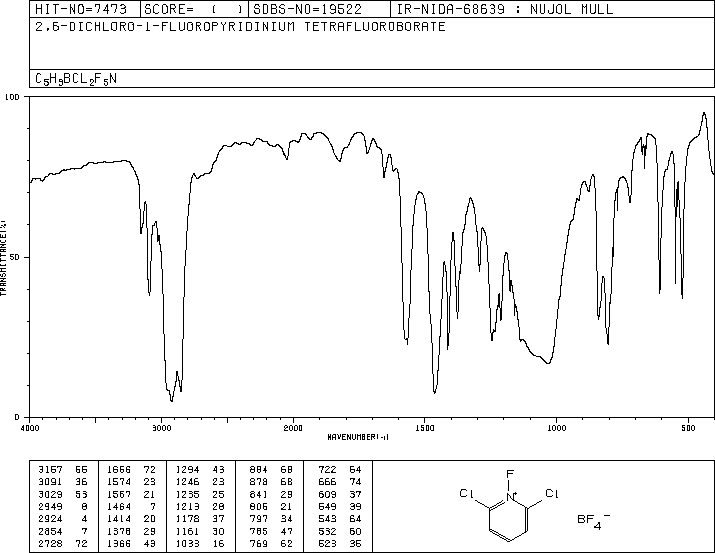 HIT-NO=7473 SCORE= ( ) SDBS-NO=19522 IR-NIDA-68639 : NUJOL MULL
2,6-DICHLORO-1-FLUOROPYRIDINIUM TETRAFLUOROBORATE
C5H3BCL2F5N
100
50
0
TRANSMITTANCE(%)
4000 3000 2000 1500 1000 500
WAVENUMBER(-1)
3167 66 1666 72 1294 43 884 68 722 64
3091 36 1574 23 1246 23 878 68 666 74
3029 53 1567 21 1235 25 841 29 609 37
2949 8 1464 7 1213 28 806 21 549 39
2924 4 1414 20 1178 37 797 34 543 64
2854 7 1378 29 1161 30 785 47 532 60
2728 72 1366 43 1033 16 769 62 523 35
F
Cl N+ Cl
BF4−